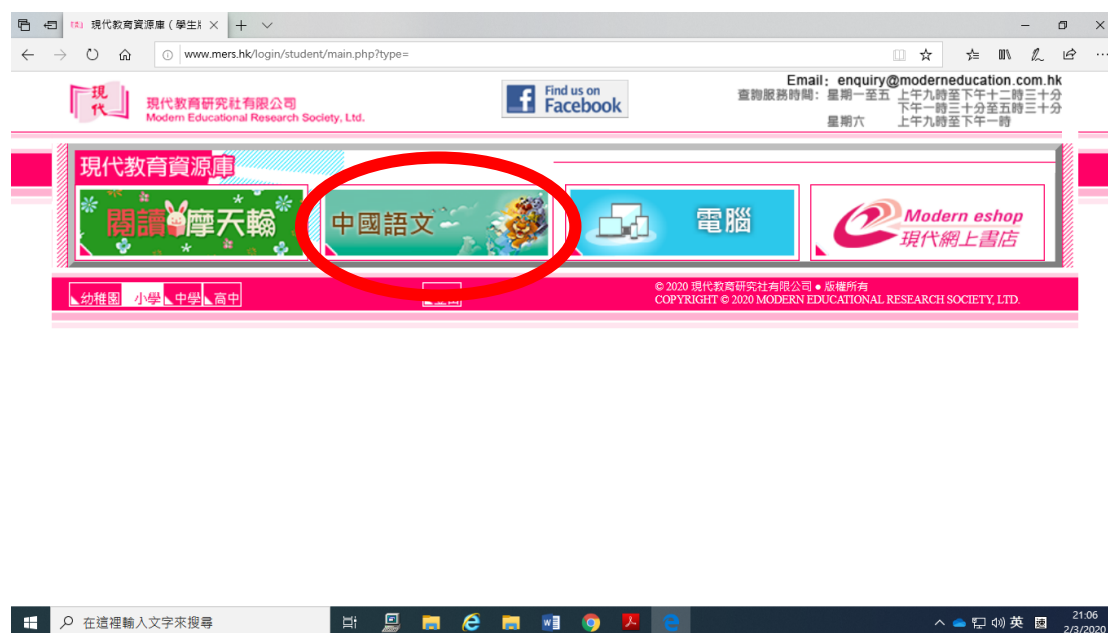 現代教育資源庫（學生版
www.mers.hk/login/student/main.php?type=
現代
現代教育研究社有限公司
Modern Educational Research Society, Ltd.
Find us on
Facebook
Email: enquiry@moderneducation.com.hk
查詢服務時間：星期一至五 上午九時至下午十二時三十分
下午一時三十分至五時三十分
星期六 上午九時至下午一時
現代教育資源庫
閱讀摩天輪
中國語文
電腦
Modern eshop
現代網上書店
幼稚園 小學 中學 高中
© 2020 現代教育研究社有限公司 ● 版權所有
COPYRIGHT © 2020 MODERN EDUCATIONAL RESEARCH SOCIETY, LTD.
在這裡輸入文字來搜尋
英
21:06
2/3/2020